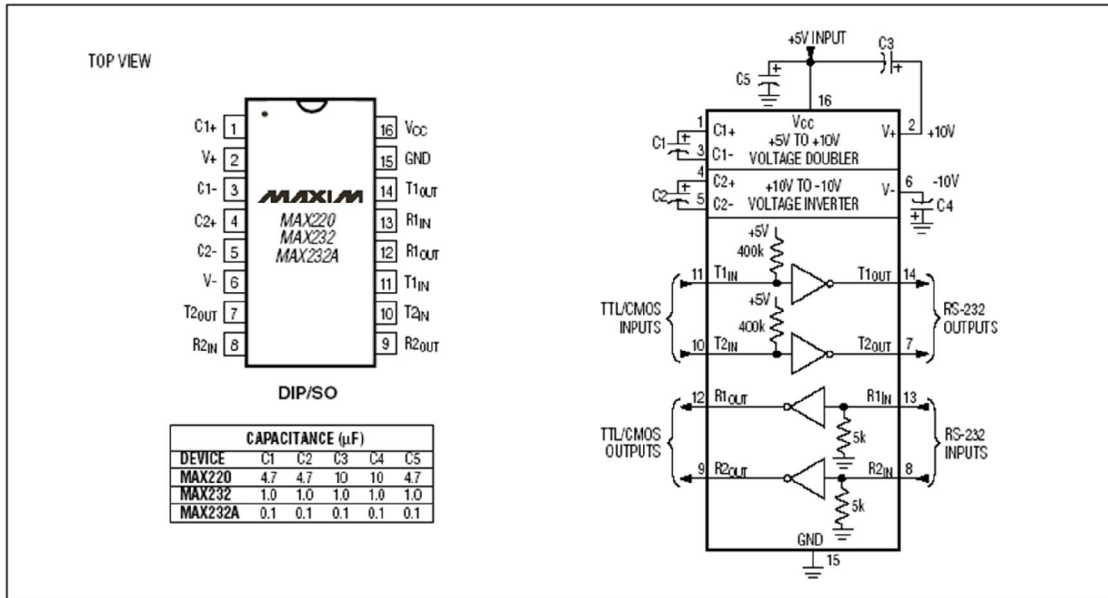 TOP VIEW
C1+ 1
V+ 2
C1- 3
C2+ 4
C2- 5
V- 6
T2OUT 7
R2IN 8
MAXIM
MAX220
MAX232
MAX232A
16 VCC
15 GND
14 T1OUT
13 R1IN
12 R1OUT
11 T1IN
10 T2IN
9 R2OUT
DIP/SO
CAPACITANCE (µF)
DEVICE C1 C2 C3 C4 C5
MAX220 4.7 4.7 10 10 4.7
MAX232 1.0 1.0 1.0 1.0 1.0
MAX232A 0.1 0.1 0.1 0.1 0.1
+5V INPUT
C3
+
C5
+
16
VCC
1 C1+
C1
+
3 C1-
+5V TO +10V
VOLTAGE DOUBLER
V+ 2 +10V
4 C2+
C2
+
5 C2-
+10V TO -10V
VOLTAGE INVERTER
V- 6 -10V
C4
+
+5V
400k
11 T1IN
T1OUT 14
+5V
400k
TTL/CMOS
INPUTS
RS-232
OUTPUTS
10 T2IN
T2OUT 7
12 R1OUT
R1IN 13
5k
TTL/CMOS
OUTPUTS
RS-232
INPUTS
9 R2OUT
R2IN 8
5k
GND
15